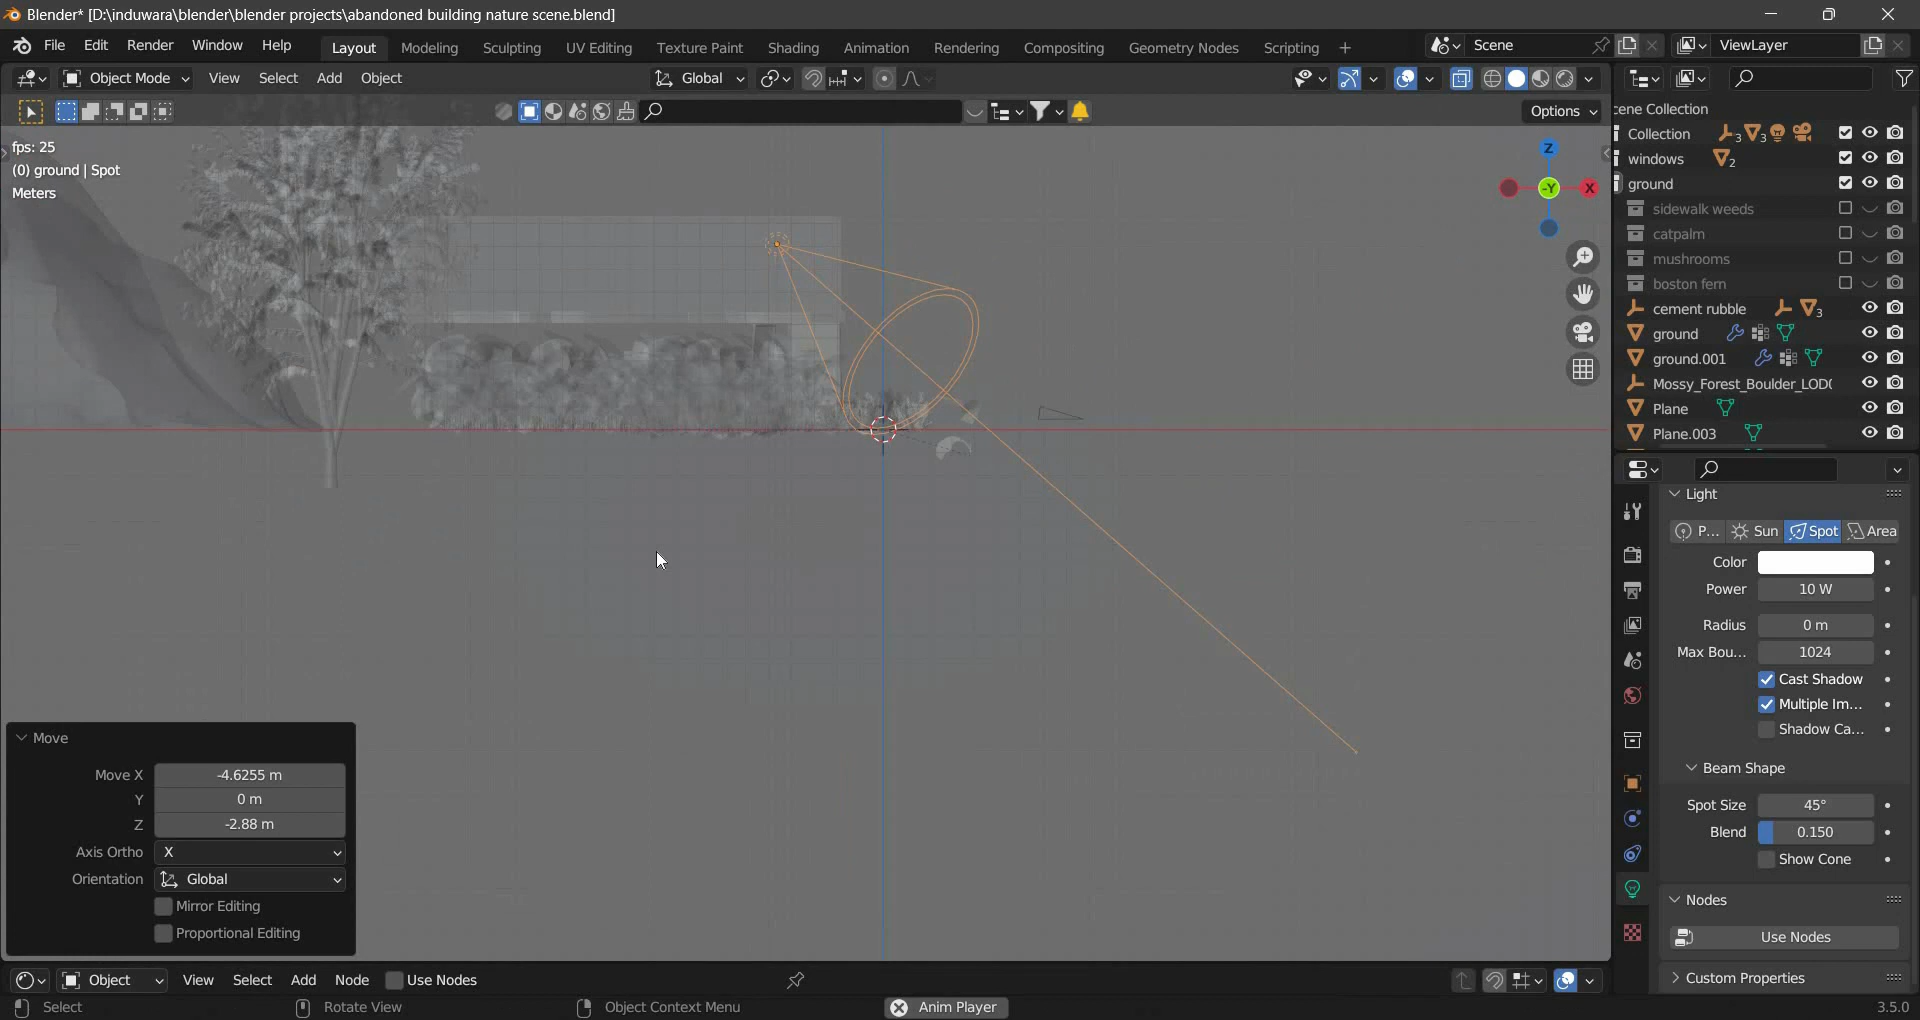 Blender* [D:\induwara\blender\blender projects\abandoned building nature scene.blend]
File Edit Render Window Help Layout Modeling Sculpting UV Editing Texture Paint Shading Animation Rendering Compositing Geometry Nodes Scripting + Scene ViewLayer
Object Mode View Select Add Object Global
Options
fps: 25
(0) ground | Spot
Meters
Z
-Y
X
cene Collection
Collection 3 3
windows 2
ground
sidewalk weeds
catpalm
mushrooms
boston fern
cement rubble 3
ground
ground.001
Mossy_Forest_Boulder_LOD(
Plane
Plane.003
Light
P... Sun Spot Area
Color
Power 10 W
Radius 0 m
Max Bou... 1024
Cast Shadow
Multiple Im...
Shadow Ca...
Beam Shape
Spot Size 45°
Blend 0.150
Show Cone
Nodes
Use Nodes
Custom Properties
Move
Move X -4.6255 m
Y 0 m
Z -2.88 m
Axis Ortho X
Orientation Global
Mirror Editing
Proportional Editing
Object View Select Add Node Use Nodes
Select Rotate View Object Context Menu Anim Player 3.5.0